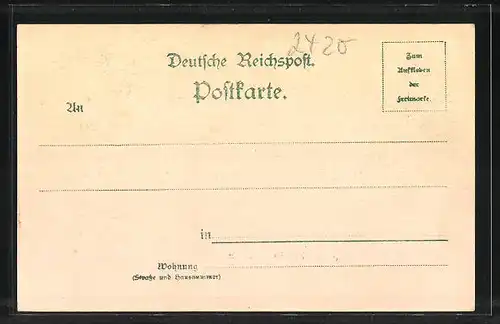 2420
Deutsche Reichspost.
Postkarte.
Zum
Aufkleben
der
Freimarke.
An
in
Wohnung
(Straße und Hausnummer)